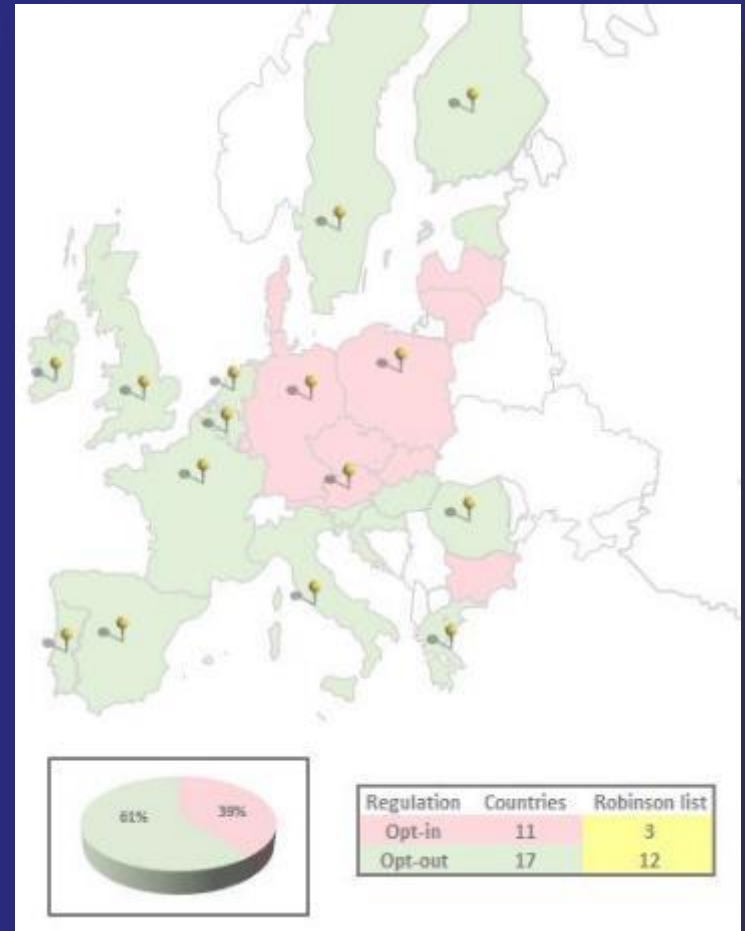 61%
39%
Regulation Countries Robinson list
Opt-in 11 3
Opt-out 17 12